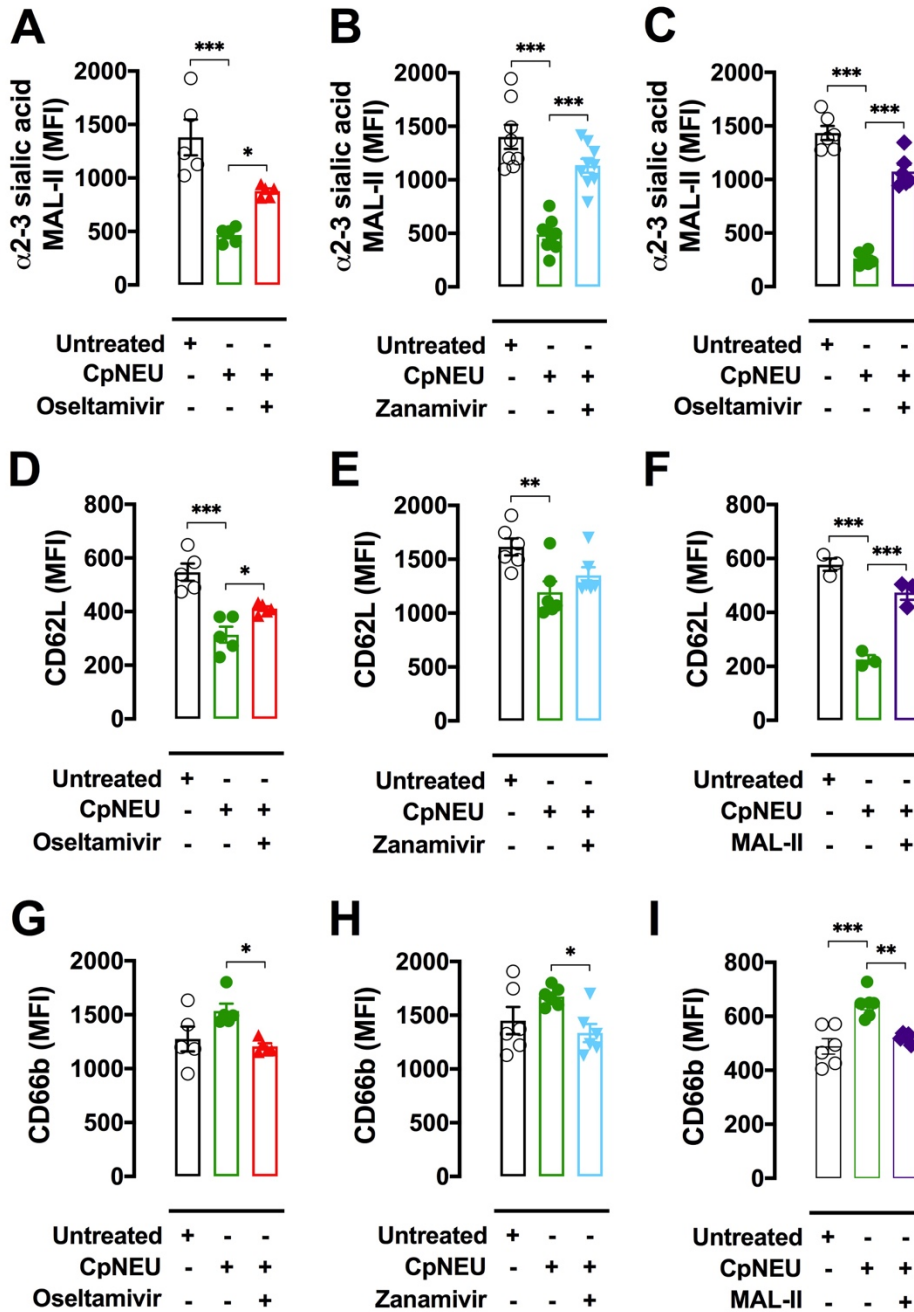 A
α2-3 sialic acid
MAL-II (MFI)
2000
1500
1000
500
0
***
*
Untreated + - -
CpNEU - + +
Oseltamivir - - +
B
α2-3 sialic acid
MAL-II (MFI)
2000
1500
1000
500
0
***
***
Untreated + - -
CpNEU - + +
Zanamivir - - +
C
α2-3 sialic acid
MAL-II (MFI)
2000
1500
1000
500
0
***
***
Untreated + - -
CpNEU - + +
Oseltamivir - - +
D
CD62L (MFI)
800
600
400
200
0
***
*
Untreated + - -
CpNEU - + +
Oseltamivir - - +
E
CD62L (MFI)
2000
1500
1000
500
0
**
Untreated + - -
CpNEU - + +
Zanamivir - - +
F
CD62L (MFI)
800
600
400
200
0
***
***
Untreated + - -
CpNEU - + +
MAL-II - - +
G
CD66b (MFI)
2000
1500
1000
500
0
*
Untreated + - -
CpNEU - + +
Oseltamivir - - +
H
CD66b (MFI)
2000
1500
1000
500
0
*
Untreated + - -
CpNEU - + +
Zanamivir - - +
I
CD66b (MFI)
800
600
400
200
0
***
**
Untreated + - -
CpNEU - + +
MAL-II - - +